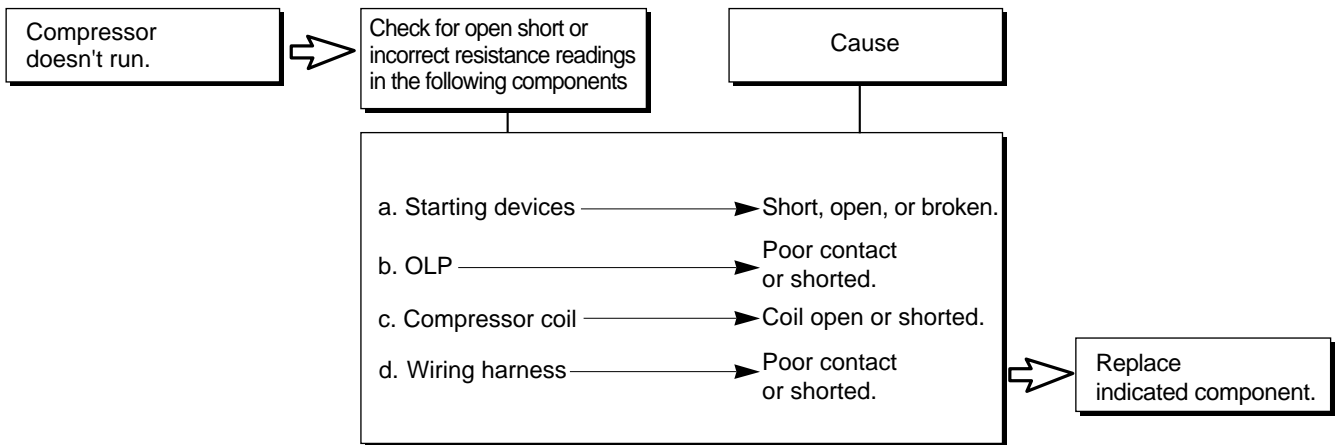 Compressor
doesn't run.
Check for open short or
incorrect resistance readings
in the following components
Cause
a. Starting devices
Short, open, or broken.
b. OLP
Poor contact
or shorted.
c. Compressor coil
Coil open or shorted.
d. Wiring harness
Poor contact
or shorted.
Replace
indicated component.